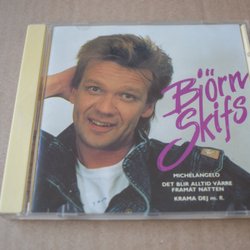 Björn
Skifs
MICHELANGELO
DET BLIR ALLTID VÄRRE
FRAMÅT NATTEN
KRAMA DEJ m. fl.